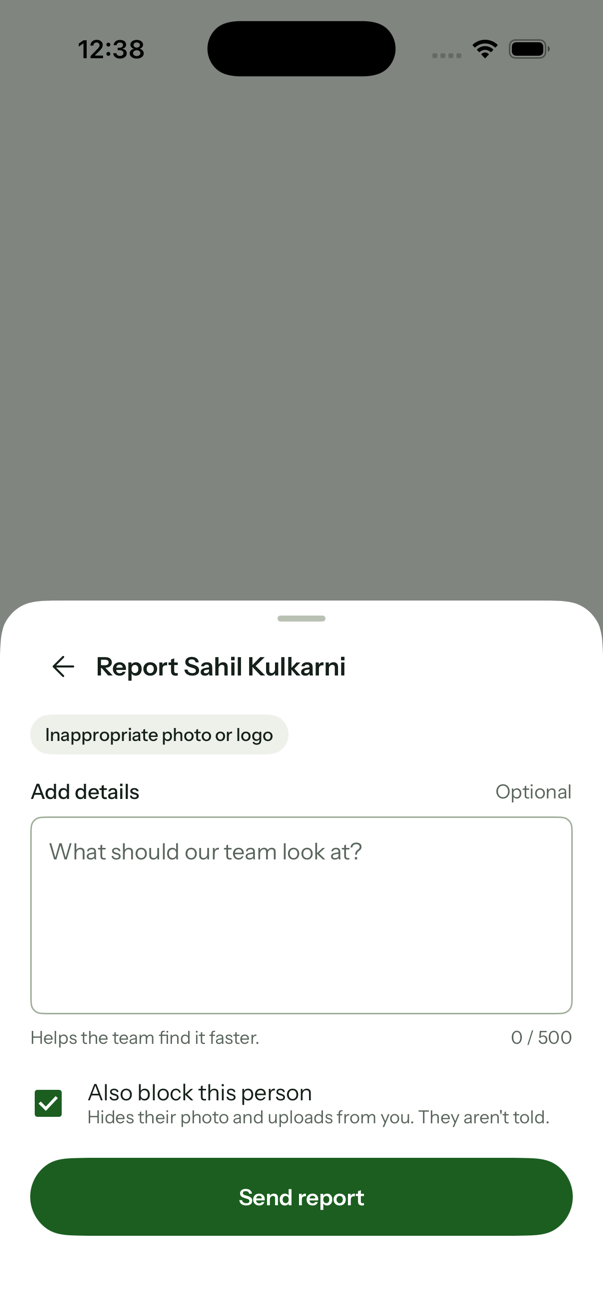 12:38
Report Sahil Kulkarni
Inappropriate photo or logo
Add details
Optional
What should our team look at?
Helps the team find it faster.
0 / 500
Also block this person
Hides their photo and uploads from you. They aren't told.
Send report